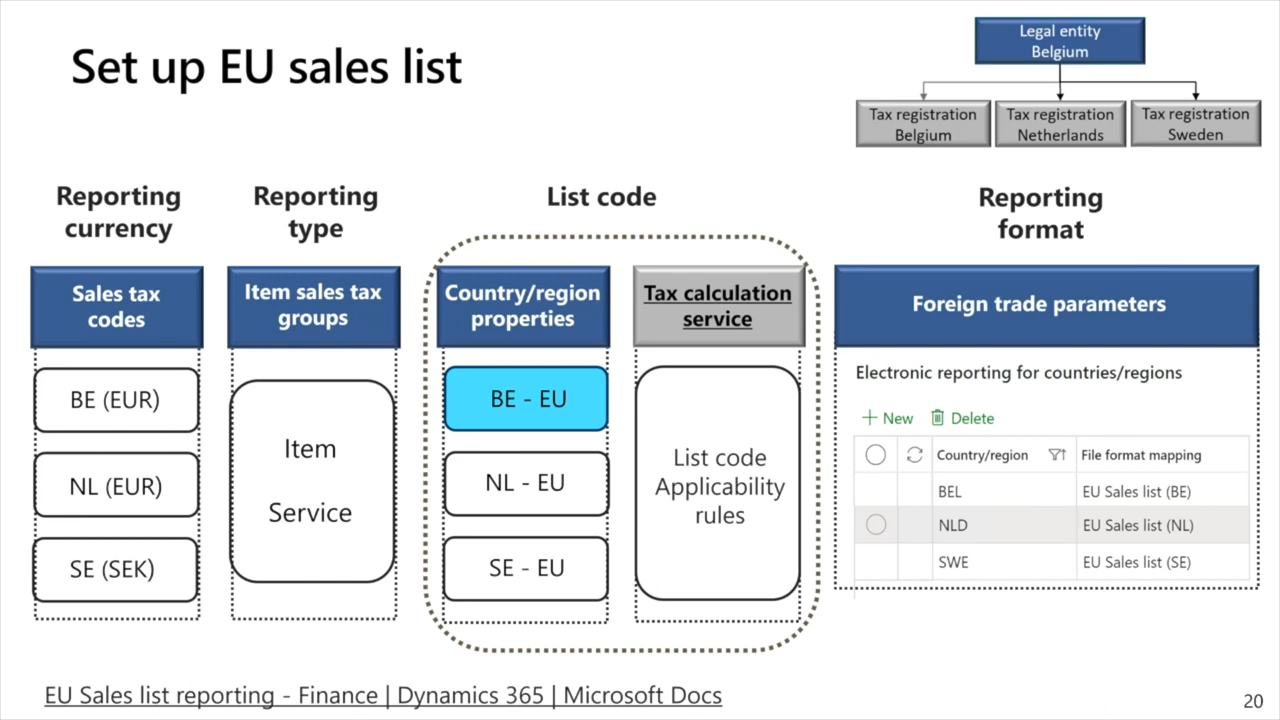 Set up EU sales list
Legal entity
Belgium
Tax registration
Belgium
Tax registration
Netherlands
Tax registration
Sweden
Reporting
currency
Sales tax
codes
BE (EUR)
NL (EUR)
SE (SEK)
Reporting
type
Item sales tax
groups
Item
Service
List code
Country/region
properties
BE - EU
NL - EU
SE - EU
Tax calculation
service
List code
Applicability
rules
Reporting
format
Foreign trade parameters
Electronic reporting for countries/regions
New Delete
Country/region File format mapping
BEL EU Sales list (BE)
NLD EU Sales list (NL)
SWE EU Sales list (SE)
EU Sales list reporting - Finance | Dynamics 365 | Microsoft Docs
20